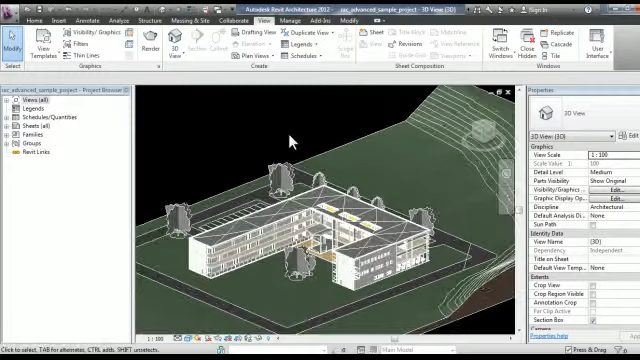 Autodesk Revit Architecture 2012 - rac_advanced_sample_project - 3D View: {3D}
Sign In
Home Insert Annotate Analyze Structure Massing & Site Collaborate View Manage Add-Ins Modify
Modify
View Templates
Visibility/ Graphics
Filters
Thin Lines
Render
3D View
Section
Callout
Drafting View
Duplicate View
Legends
Plan Views
Schedules
Sheet
View
Revisions
Switch Windows
Close Hidden
Replicate
Cascade
Tile
User Interface
Select Graphics Create Sheet Composition Windows
rac_advanced_sample_project - Project Browser
Views (all)
Legends
Schedules/Quantities
Sheets (all)
Families
Groups
Revit Links
Properties
3D View
3D View: {3D}
Edit
Graphics
View Scale 1 : 100
Scale Value 1: 100
Detail Level Medium
Parts Visibility Show Original
Visibility/Graphics ... Edit...
Graphic Display Op... Edit...
Discipline Architectural
Default Analysis Di... None
Sun Path
Identity Data
View Name {3D}
Dependency Independent
Title on Sheet
Default View Temp... None
Extents
Crop View
Crop Region Visible
Annotation Crop
Far Clip Active
Section Box
Camera
Properties help
1 : 100
Click to select, TAB for alternates, CTRL adds, SHIFT unselects.
:0
Main Model
Press & Drag
:0